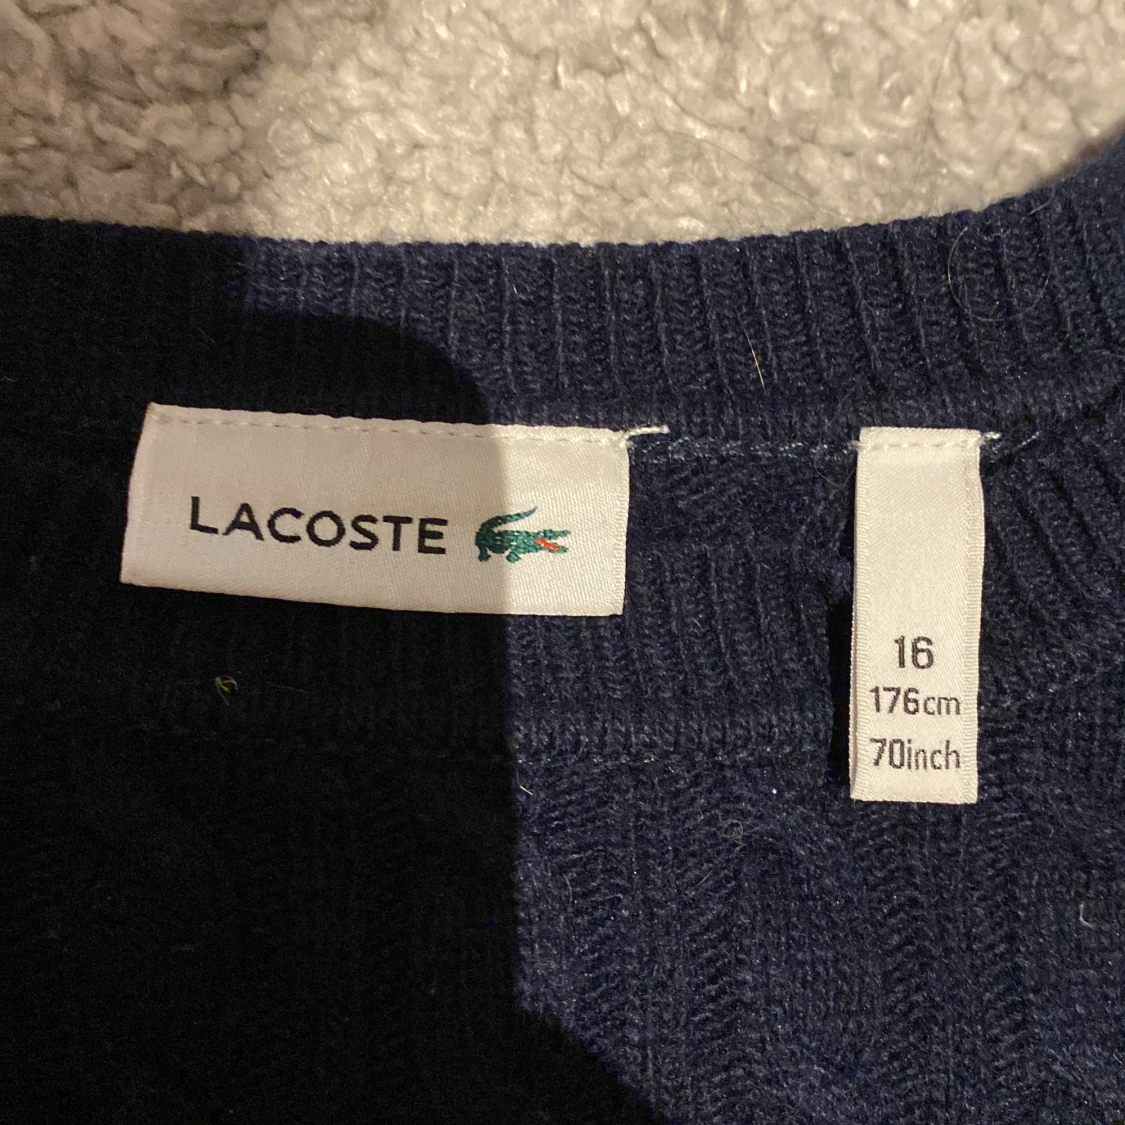 LACOSTE
16
176cm
70inch